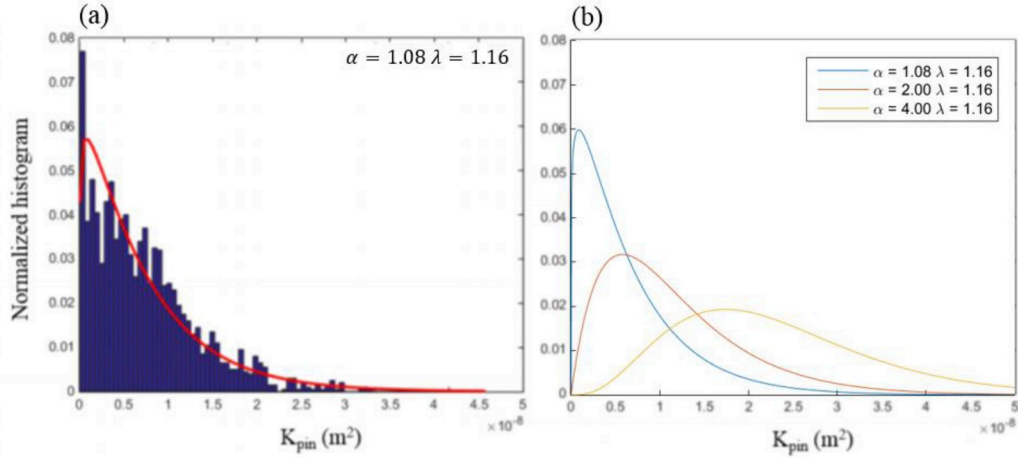 (a)
α = 1.08 λ = 1.16
Normalized histogram
0.08
0.07
0.06
0.05
0.04
0.03
0.02
0.01
0
0 0.5 1 1.5 2 2.5 3 3.5 4 4.5 5
×10⁻⁸
K_pin (m²)
(b)
α = 1.08 λ = 1.16
α = 2.00 λ = 1.16
α = 4.00 λ = 1.16
0.08
0.07
0.06
0.05
0.04
0.03
0.02
0.01
0
0 0.5 1 1.5 2 2.5 3 3.5 4 4.5 5
×10⁻⁸
K_pin (m²)